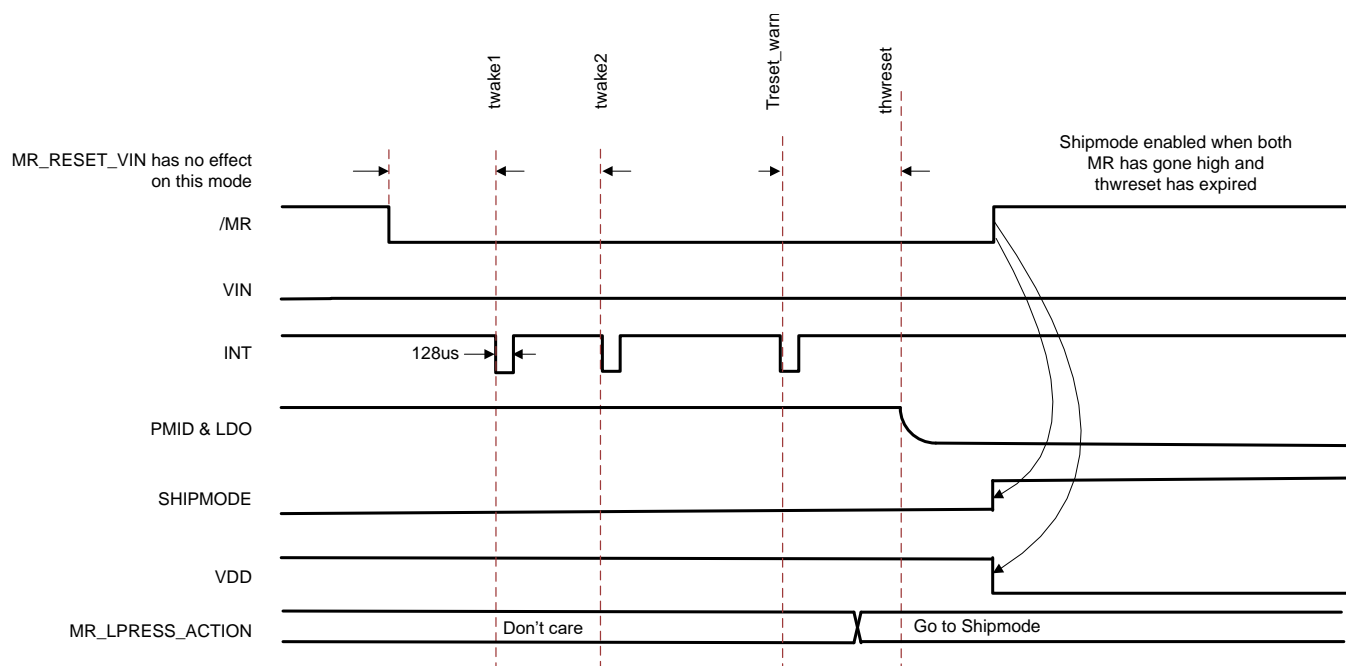 twake1
twake2
Treset_warn
thwreset
MR_RESET_VIN has no effect
on this mode
Shipmode enabled when both
MR has gone high and
thwreset has expired
/MR
VIN
INT
128us
PMID & LDO
SHIPMODE
VDD
MR_LPRESS_ACTION
Don't care
Go to Shipmode